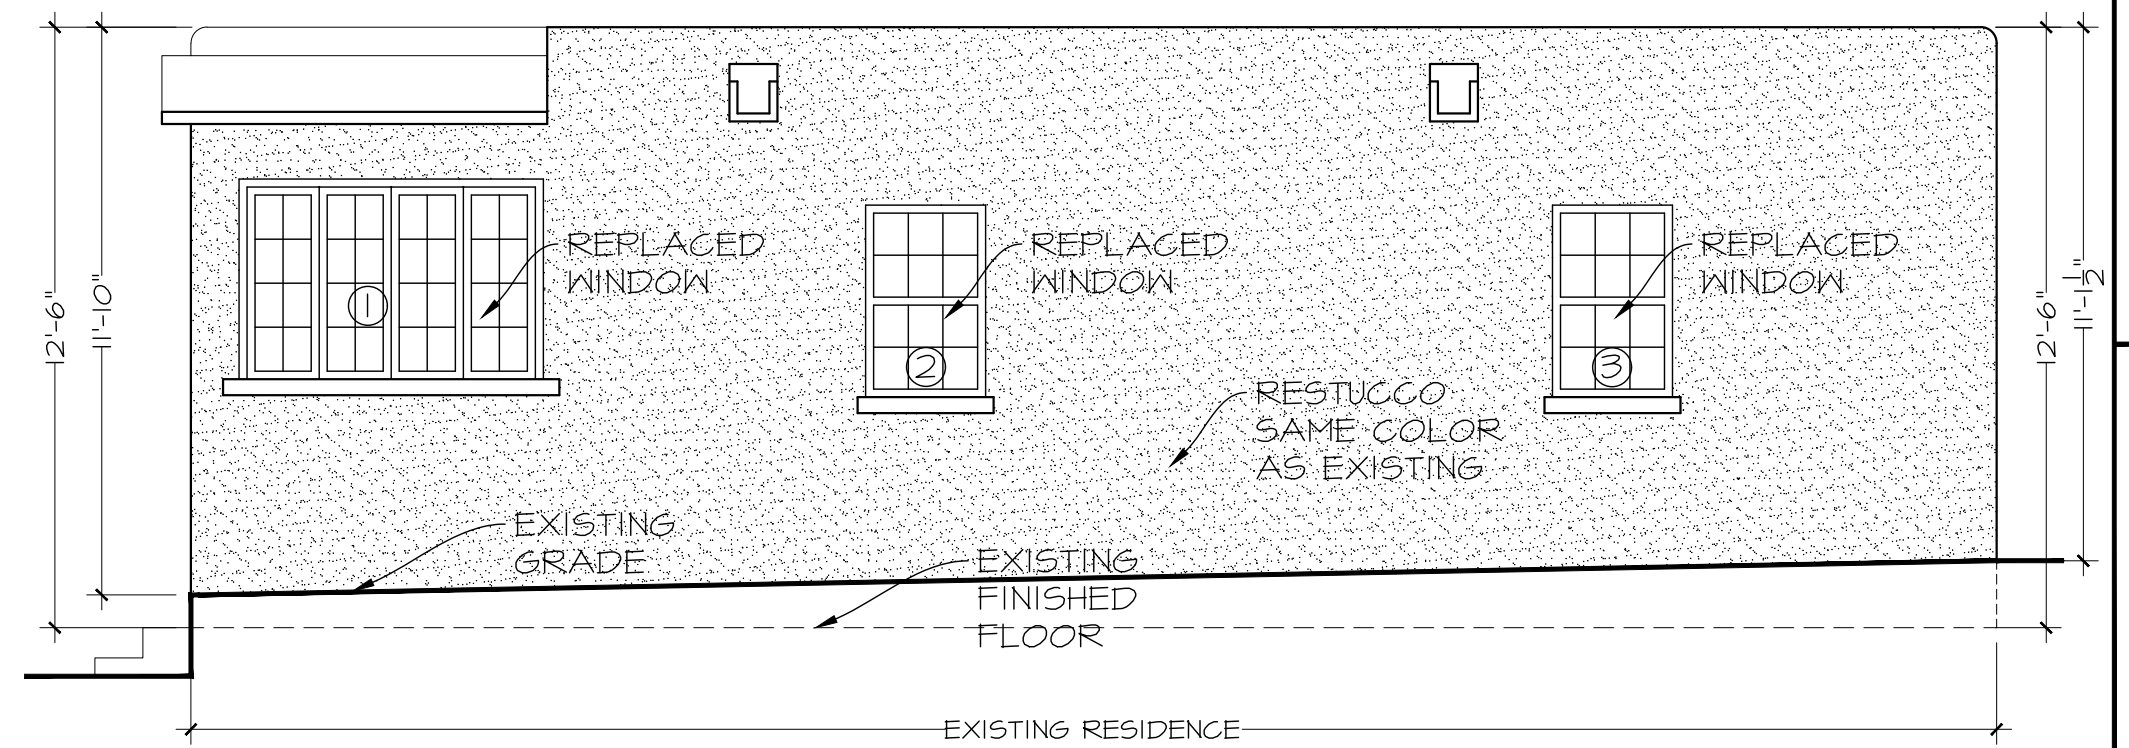 REPLACED
WINDOW
REPLACED
WINDOW
REPLACED
WINDOW
12'-6"
11'-10"
12'-6"
11'-1 1/2"
1
2
3
RESTUCCO
SAME COLOR
AS EXISTING
EXISTING
GRADE
EXISTING
FINISHED
FLOOR
EXISTING RESIDENCE